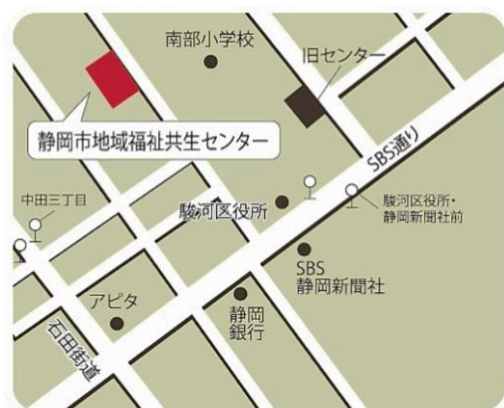 南部小学校
旧センター
静岡市地域福祉共生センター
SBS通り
中田三丁目
駿河区役所
駿河区役所・
静岡新聞社前
SBS
静岡新聞社
アピタ
静岡
銀行
石田街道